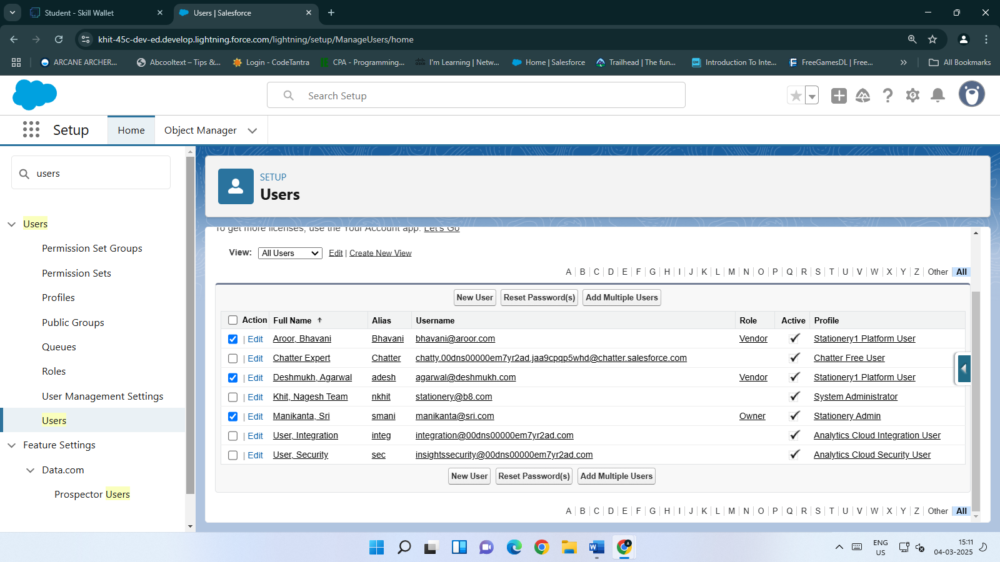 Student - Skill Wallet
Users | Salesforce
khit-45c-dev-ed.develop.lightning.force.com/lightning/setup/ManageUsers/home
ARCANE ARCHER...
Abcooltext – Tips &...
Login - CodeTantra
CPA - Programming...
I'm Learning | Netw...
Home | Salesforce
Trailhead | The fun...
Introduction To Inte...
FreeGamesDL | Free...
»
All Bookmarks
Search Setup
Setup
Home
Object Manager
users
Users
Permission Set Groups
Permission Sets
Profiles
Public Groups
Queues
Roles
User Management Settings
Users
Feature Settings
Data.com
Prospector Users
SETUP
Users
To get more licenses, use the Your Account app. Let's Go
View: All Users Edit | Create New View
A B C D E F G H I J K L M N O P Q R S T U V W X Y Z Other All
New User Reset Password(s) Add Multiple Users
Action Full Name Alias Username Role Active Profile
| Edit Aroor, Bhavani Bhavani bhavani@aroor.com Vendor Stationery1 Platform User
| Edit Chatter Expert Chatter chatty.00dns00000em7yr2ad.jaa9cpqp5whd@chatter.salesforce.com Chatter Free User
| Edit Deshmukh, Agarwal adesh agarwal@deshmukh.com Vendor Stationery1 Platform User
| Edit Khit, Nagesh Team nkhit stationery@b8.com System Administrator
| Edit Manikanta, Sri smani manikanta@sri.com Owner Stationery Admin
| Edit User, Integration integ integration@00dns00000em7yr2ad.com Analytics Cloud Integration User
| Edit User, Security sec insightssecurity@00dns00000em7yr2ad.com Analytics Cloud Security User
New User Reset Password(s) Add Multiple Users
A B C D E F G H I J K L M N O P Q R S T U V W X Y Z Other All
ENG
US
15:11
04-03-2025